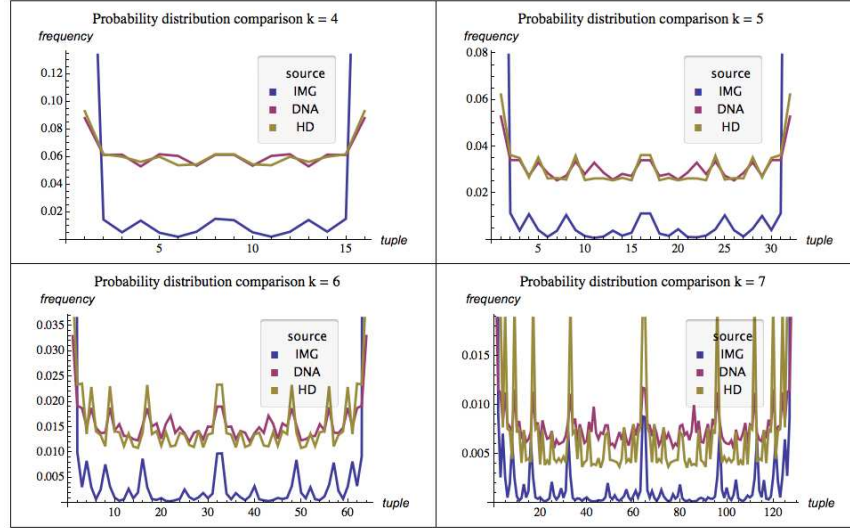 Probability distribution comparison k = 4
frequency
0.12
0.10
0.08
0.06
0.04
0.02
source
IMG
DNA
HD
5
10
15
tuple
Probability distribution comparison k = 5
frequency
0.08
0.06
0.04
0.02
source
IMG
DNA
HD
5
10
15
20
25
30
tuple
Probability distribution comparison k = 6
frequency
0.035
0.030
0.025
0.020
0.015
0.010
0.005
source
IMG
DNA
HD
10
20
30
40
50
60
tuple
Probability distribution comparison k = 7
frequency
0.015
0.010
0.005
source
IMG
DNA
HD
20
40
60
80
100
120
tuple